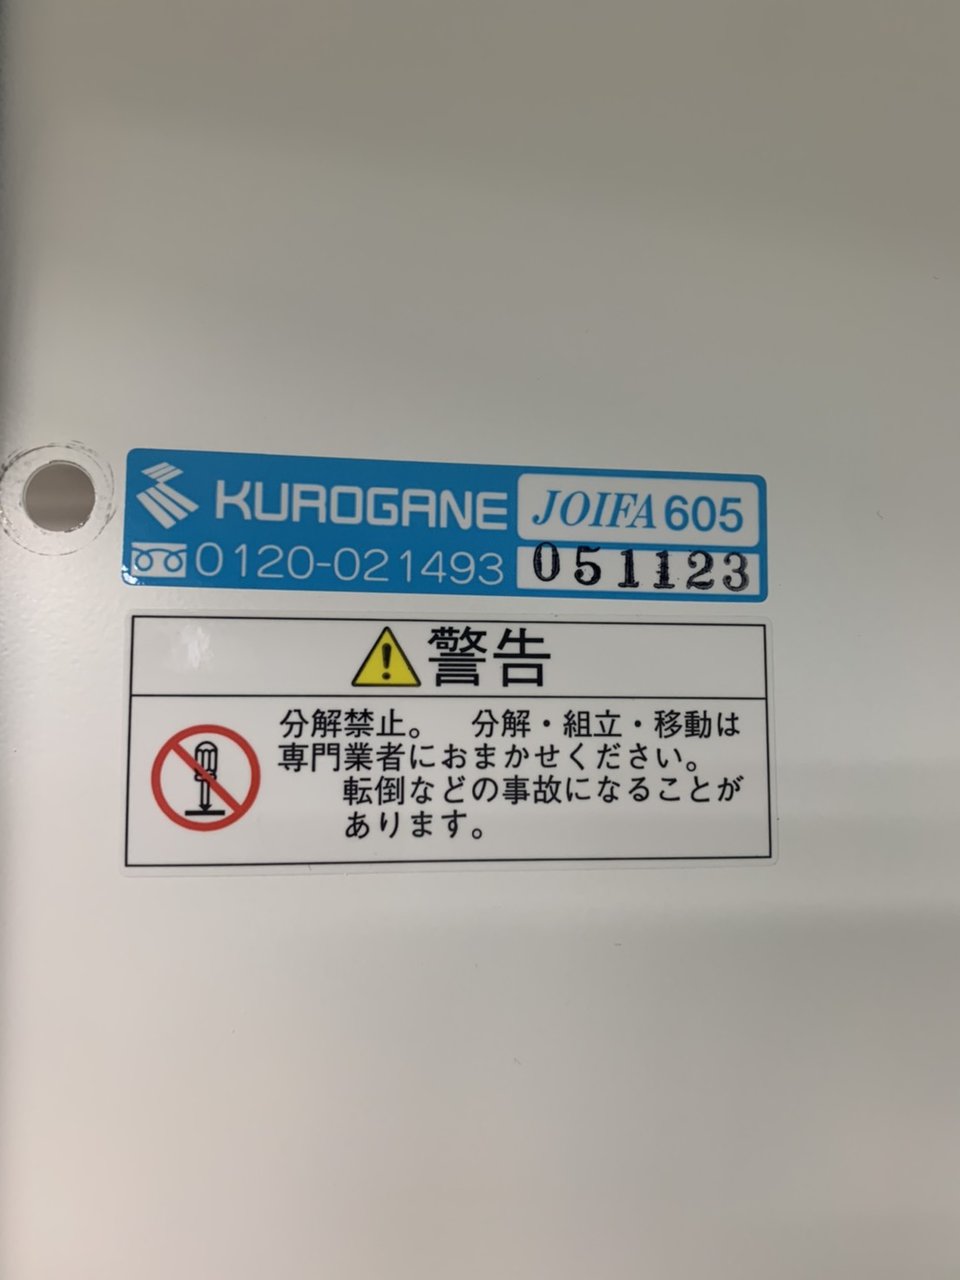 KUROGANE JOIFA 605
0120-021493 051123
警告
分解禁止。 分解・組立・移動は
専門業者におまかせください。
転倒などの事故になることが
あります。